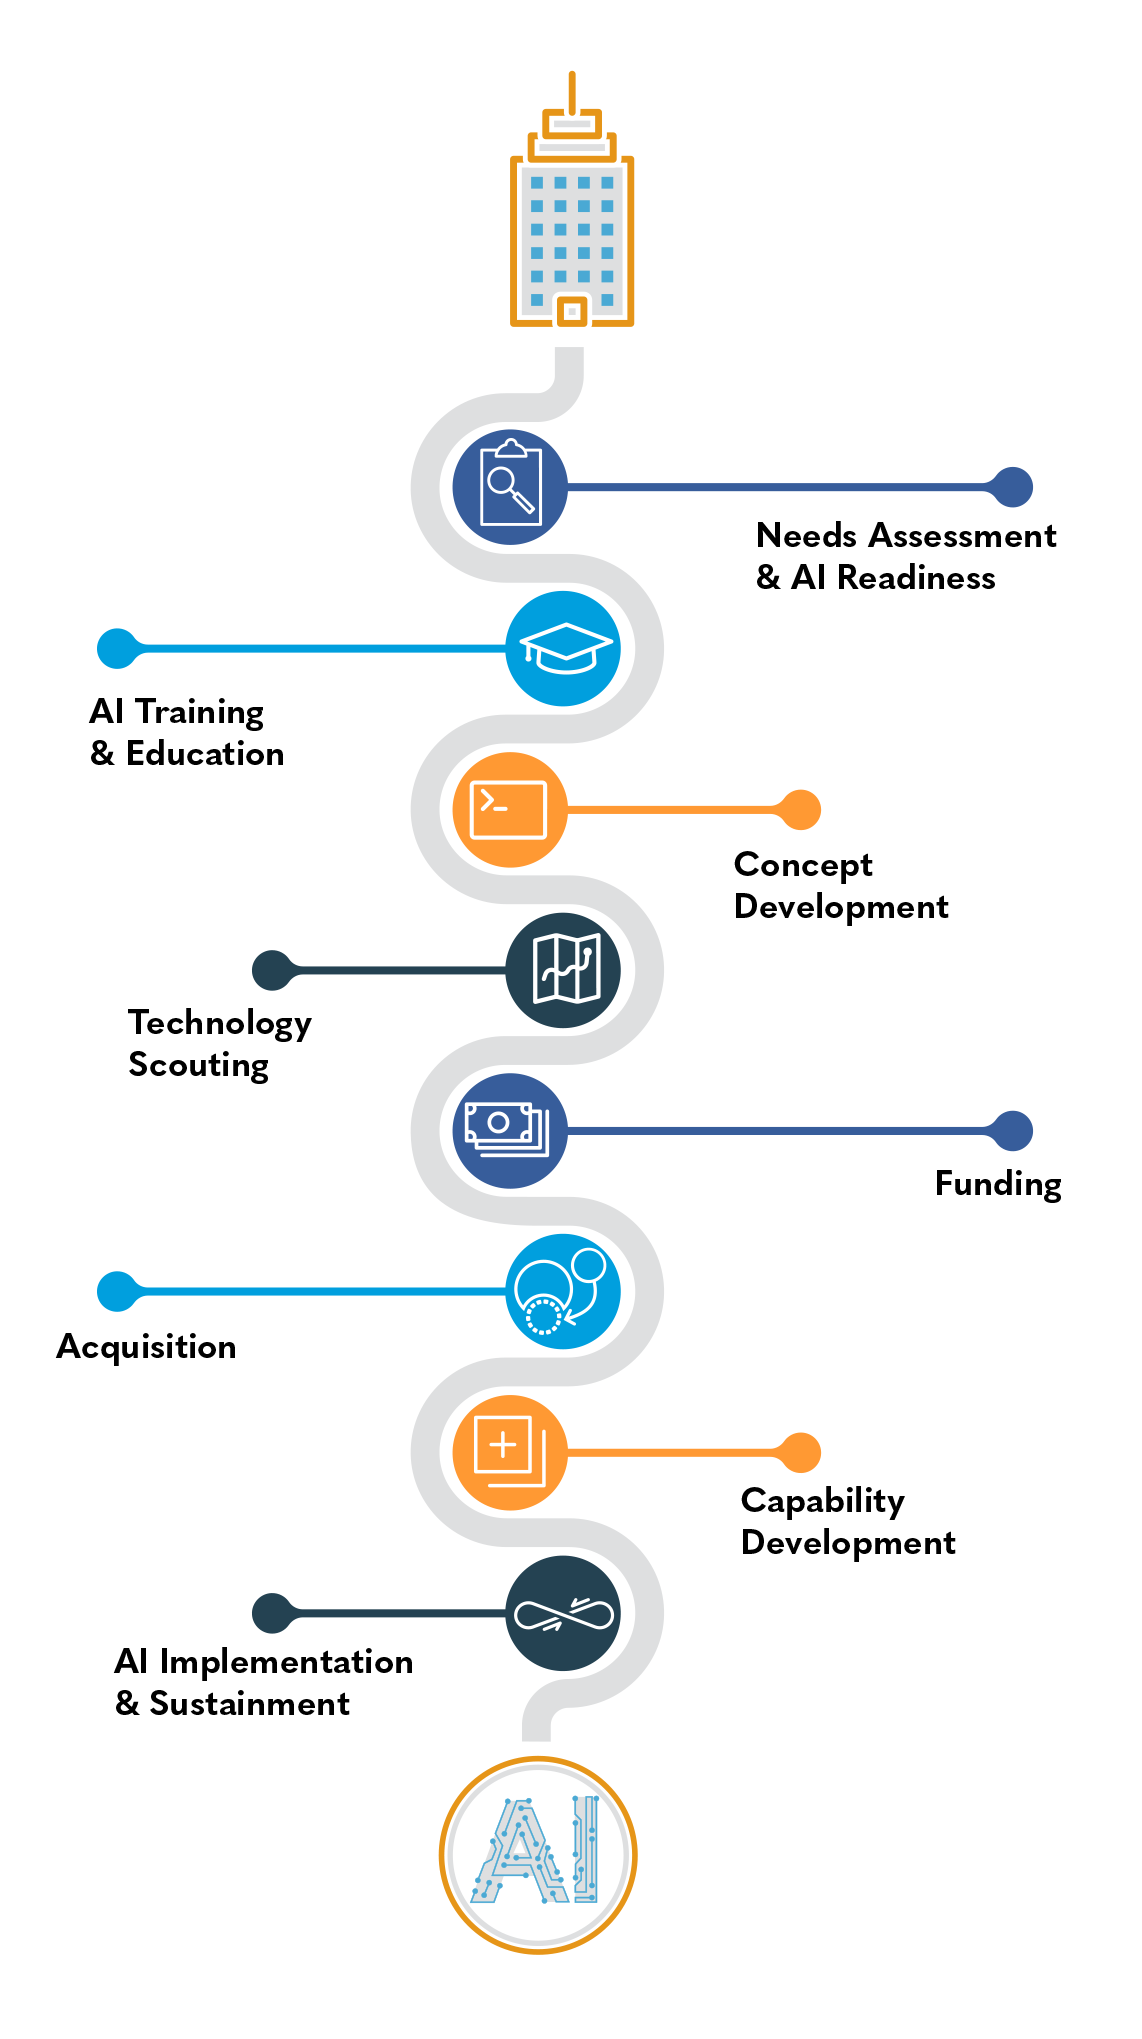 Needs Assessment
& AI Readiness
AI Training
& Education
Concept
Development
Technology
Scouting
Funding
Acquisition
Capability
Development
AI Implementation
& Sustainment
AI